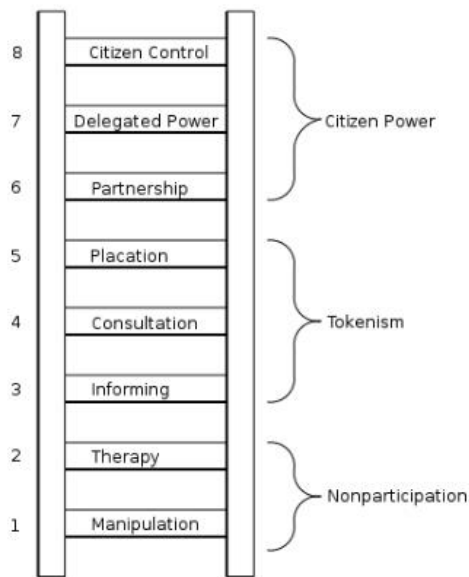 8 Citizen Control
7 Delegated Power
Citizen Power
6 Partnership
5 Placation
4 Consultation
Tokenism
3 Informing
2 Therapy
Nonparticipation
1 Manipulation